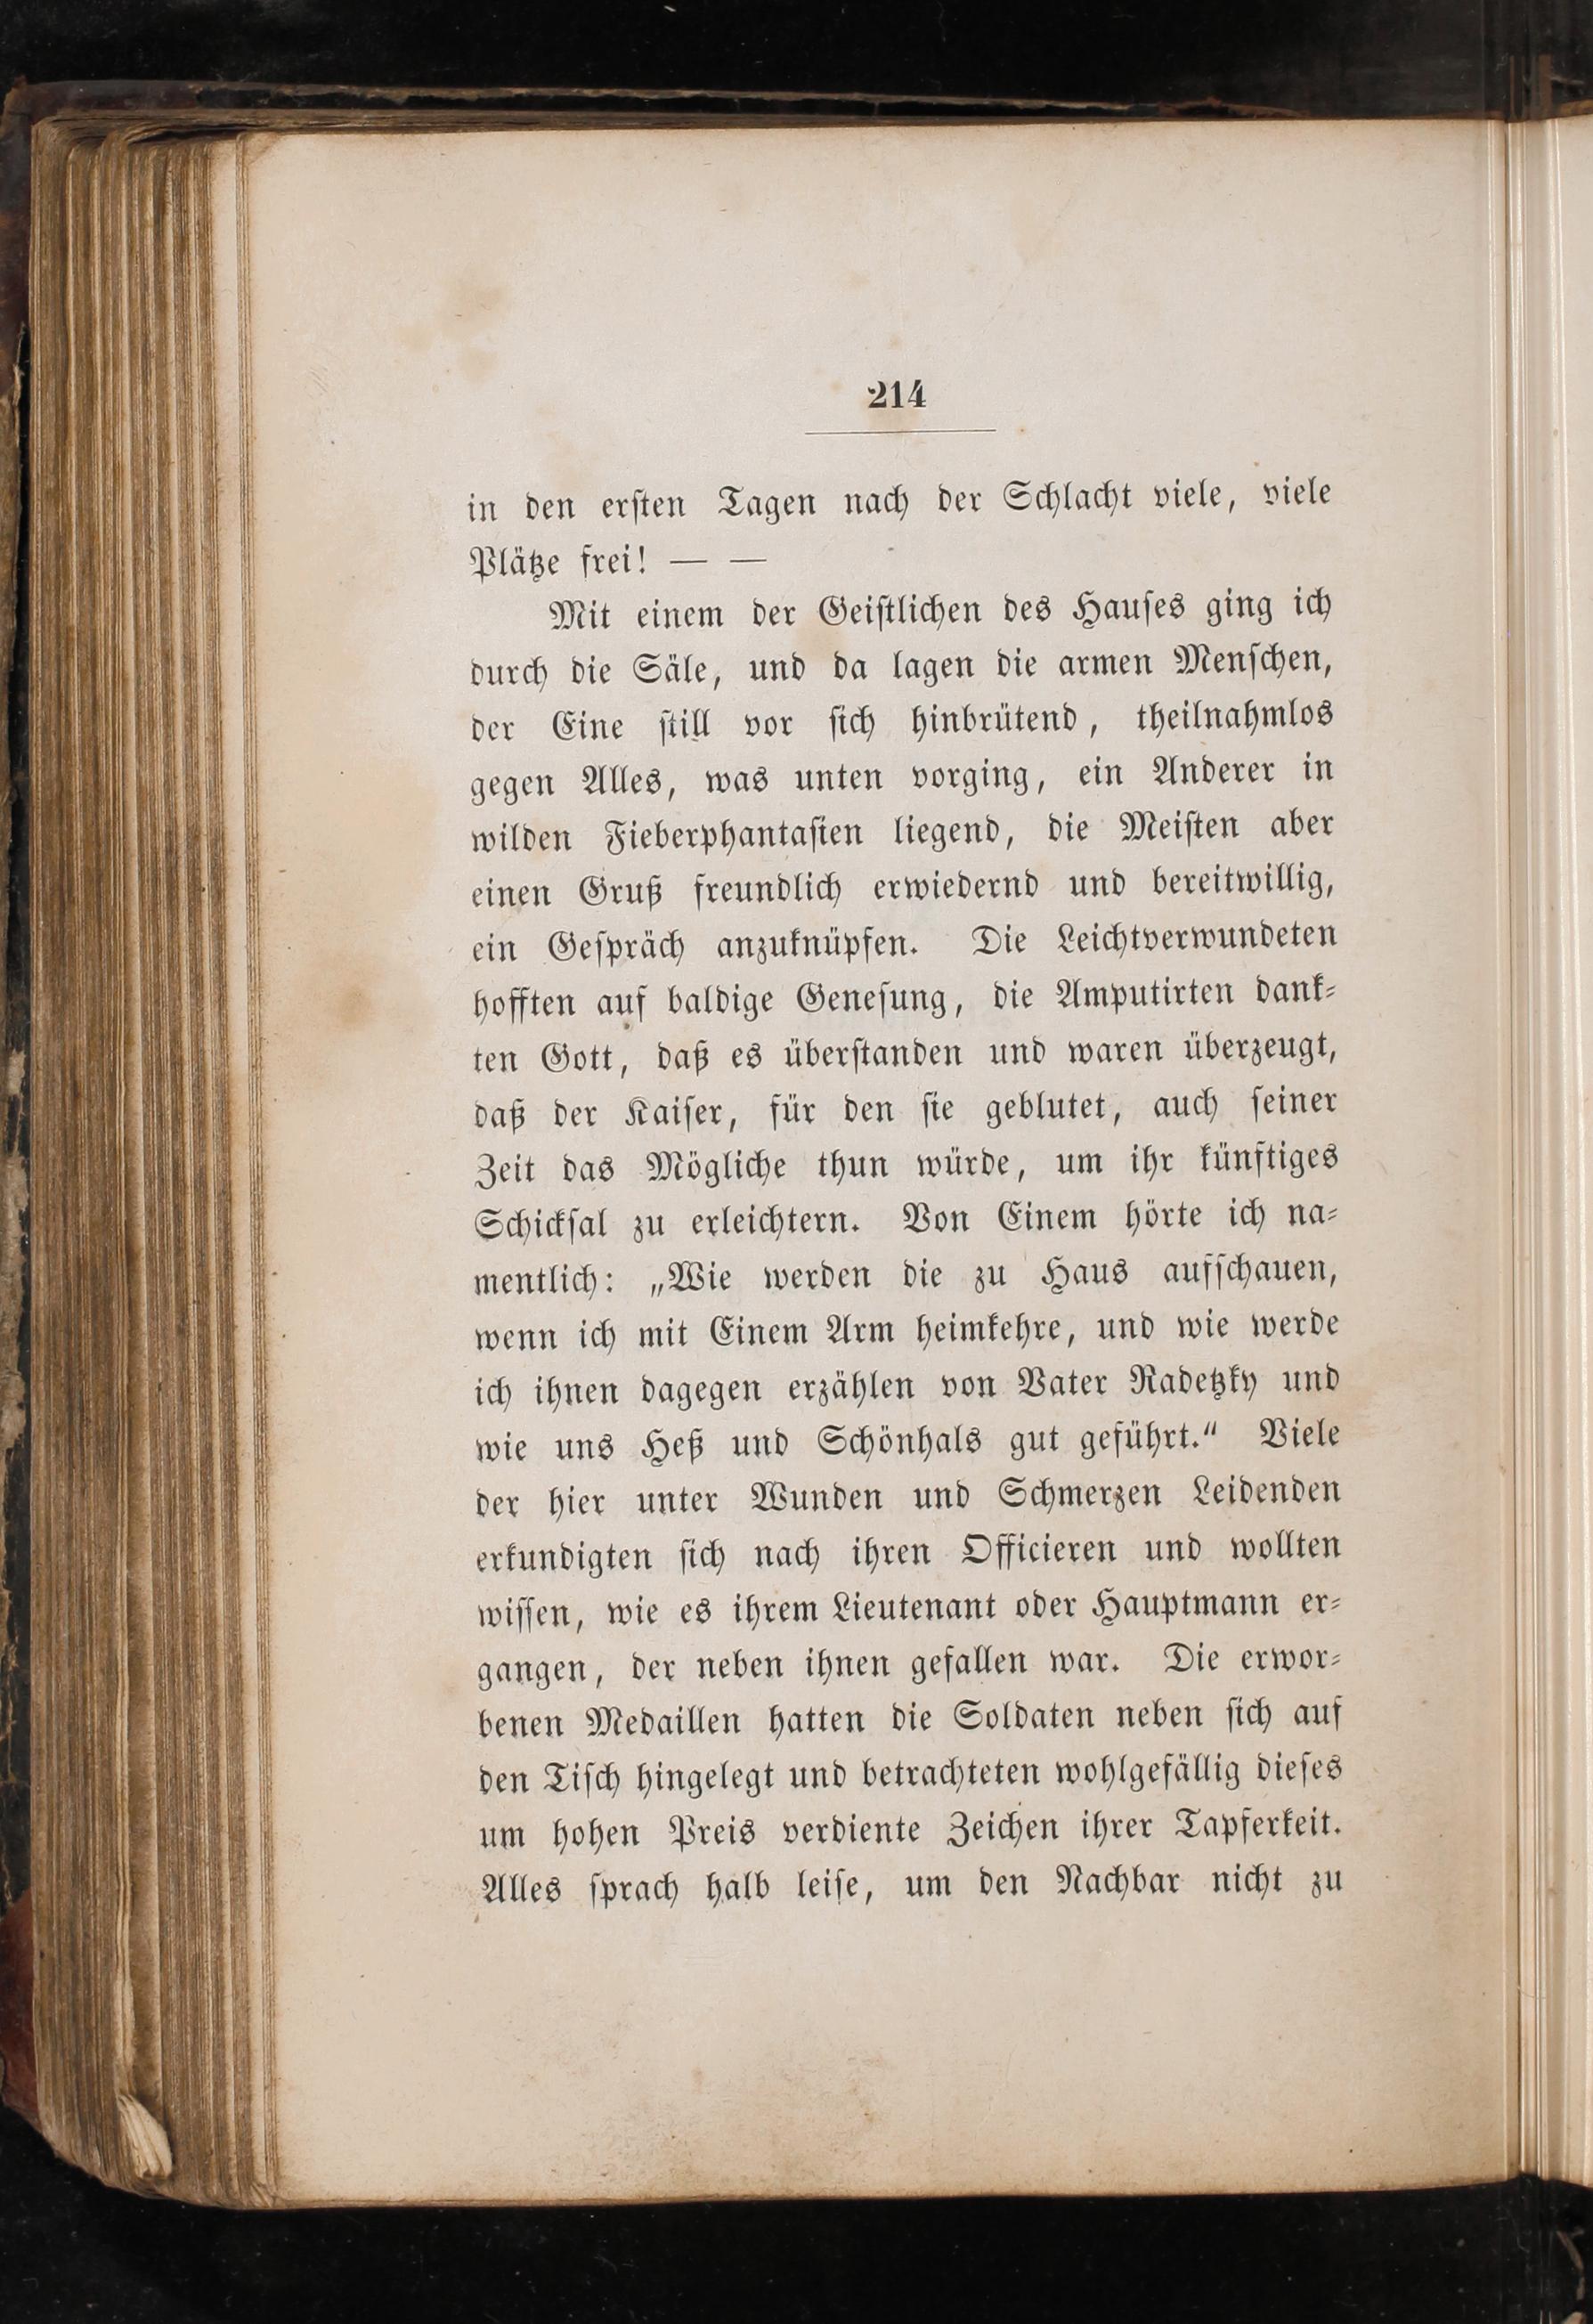 214
in den erſten Tagen nach der Schlacht viele, viele
Plätze frei! — —
Mit einem der Geiſtlichen des Hauſes ging ich
durch die Säle, und da lagen die armen Menſchen,
der Eine ſtill vor ſich hinbrütend, theilnahmlos
gegen Alles, was unten vorging, ein Anderer in
wilden Fieberphantaſien liegend, die Meiſten aber
einen Gruß freundlich erwiedernd und bereitwillig,
ein Geſpräch anzuknüpfen. Die Leichtverwundeten
hofften auf baldige Geneſung, die Amputirten dank⸗
ten Gott, daß es überſtanden und waren überzeugt,
daß der Kaiſer, für den ſie geblutet, auch ſeiner
Zeit das Mögliche thun würde, um ihr künftiges
Schickſal zu erleichtern. Von Einem hörte ich na⸗
mentlich: „Wie werden die zu Haus aufſchauen,
wenn ich mit Einem Arm heimkehre, und wie werde
ich ihnen dagegen erzählen von Vater Radetzky und
wie uns Heß und Schönhals gut geführt.“ Viele
der hier unter Wunden und Schmerzen Leidenden
erkundigten ſich nach ihren Officieren und wollten
wiſſen, wie es ihrem Lieutenant oder Hauptmann er⸗
gangen, der neben ihnen gefallen war. Die erwor⸗
benen Medaillen hatten die Soldaten neben ſich auf
den Tiſch hingelegt und betrachteten wohlgefällig dieſes
um hohen Preis verdiente Zeichen ihrer Tapferkeit.
Alles ſprach halb leiſe, um den Nachbar nicht zu